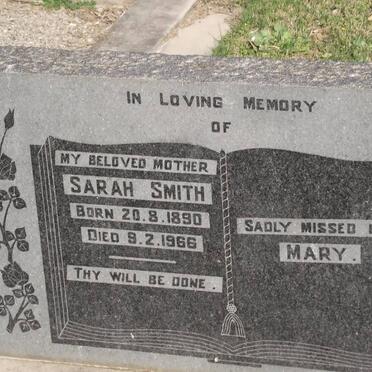 IN LOVING MEMORY
OF
MY BELOVED MOTHER
SARAH SMITH
BORN 20.8.1890
DIED 9.2.1966
THY WILL BE DONE.
SADLY MISSED
MARY.